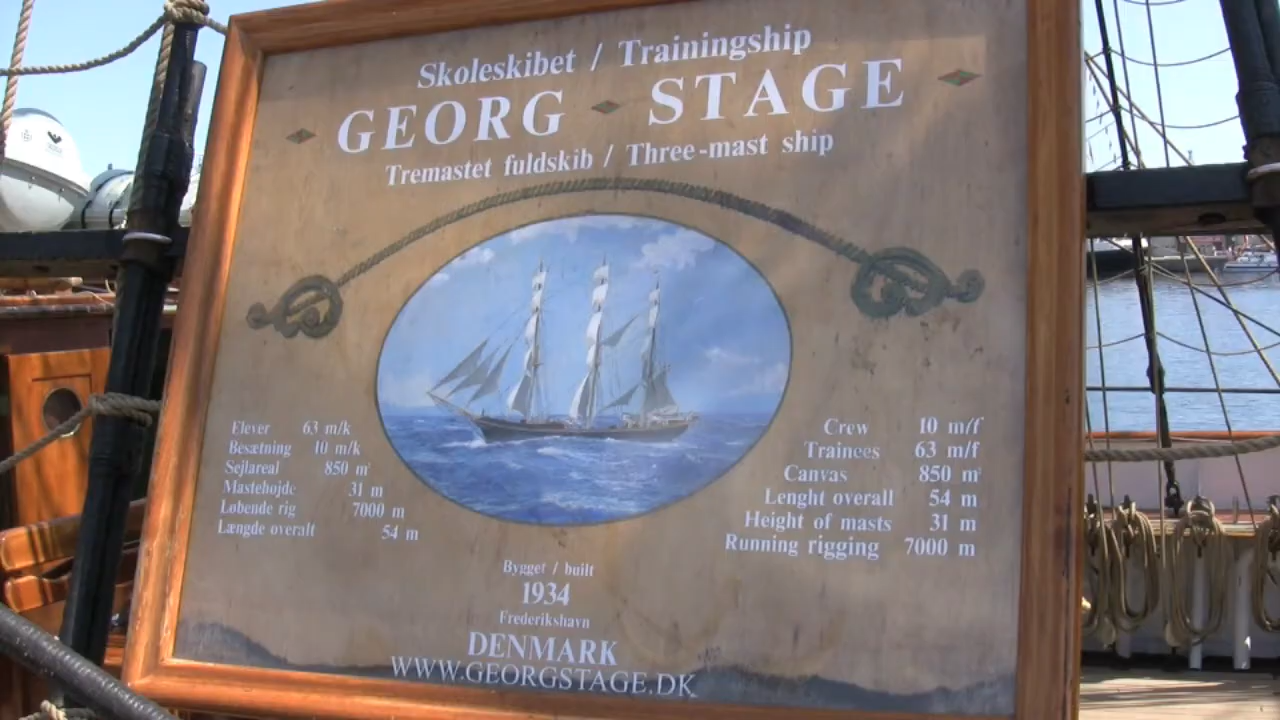 Skoleskibet / Trainingship
GEORG STAGE
Tremastet fuldskib / Three-mast ship
Elever 63 m/k
Besætning 10 m/k
Sejlareal 850 m²
Mastehøjde 31 m
Løbende rig 7000 m
Længde overalt 54 m
Crew 10 m/f
Trainees 63 m/f
Canvas 850 m²
Lenght overall 54 m
Height of masts 31 m
Running rigging 7000 m
Bygget / built
1934
Frederikshavn
DENMARK
WWW.GEORGSTAGE.DK